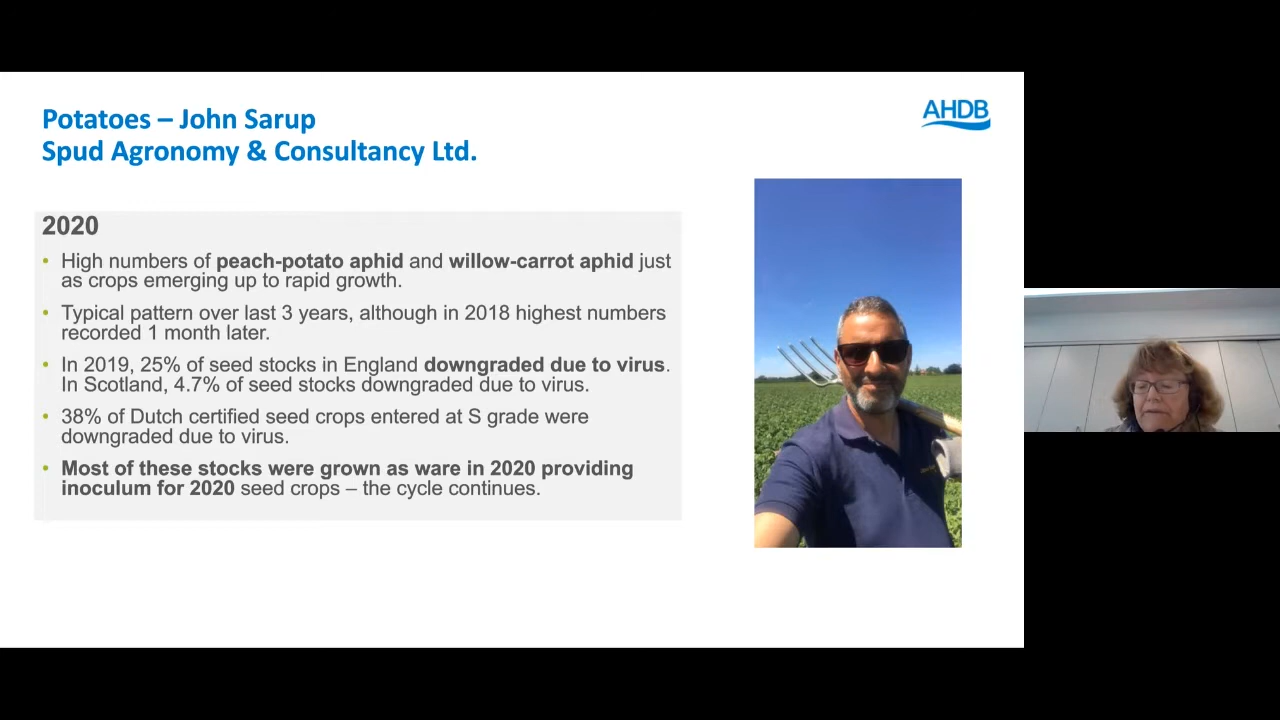 Potatoes – John Sarup
Spud Agronomy & Consultancy Ltd.
AHDB
2020
• High numbers of peach-potato aphid and willow-carrot aphid just
as crops emerging up to rapid growth.
• Typical pattern over last 3 years, although in 2018 highest numbers
recorded 1 month later.
• In 2019, 25% of seed stocks in England downgraded due to virus.
In Scotland, 4.7% of seed stocks downgraded due to virus.
• 38% of Dutch certified seed crops entered at S grade were
downgraded due to virus.
• Most of these stocks were grown as ware in 2020 providing
inoculum for 2020 seed crops – the cycle continues.